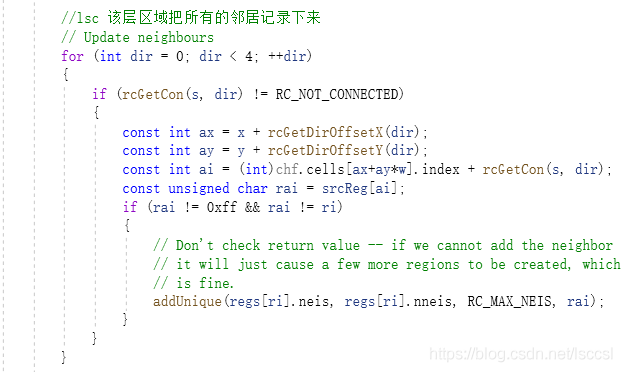 //lsc 该层区域把所有的邻居记录下来
// Update neighbours
for (int dir = 0; dir < 4; ++dir)
{
if (rcGetCon(s, dir) != RC_NOT_CONNECTED)
{
const int ax = x + rcGetDirOffsetX(dir);
const int ay = y + rcGetDirOffsetY(dir);
const int ai = (int)chf.cells[ax+ay*w].index + rcGetCon(s, dir);
const unsigned char rai = srcReg[ai];
if (rai != 0xff && rai != ri)
{
// Don't check return value -- if we cannot add the neighbor
// it will just cause a few more regions to be created, which
// is fine.
addUnique(regs[ri].neis, regs[ri].nneis, RC_MAX_NEIS, rai);
}
}
}
https://blog.csdn.net/lsccsl